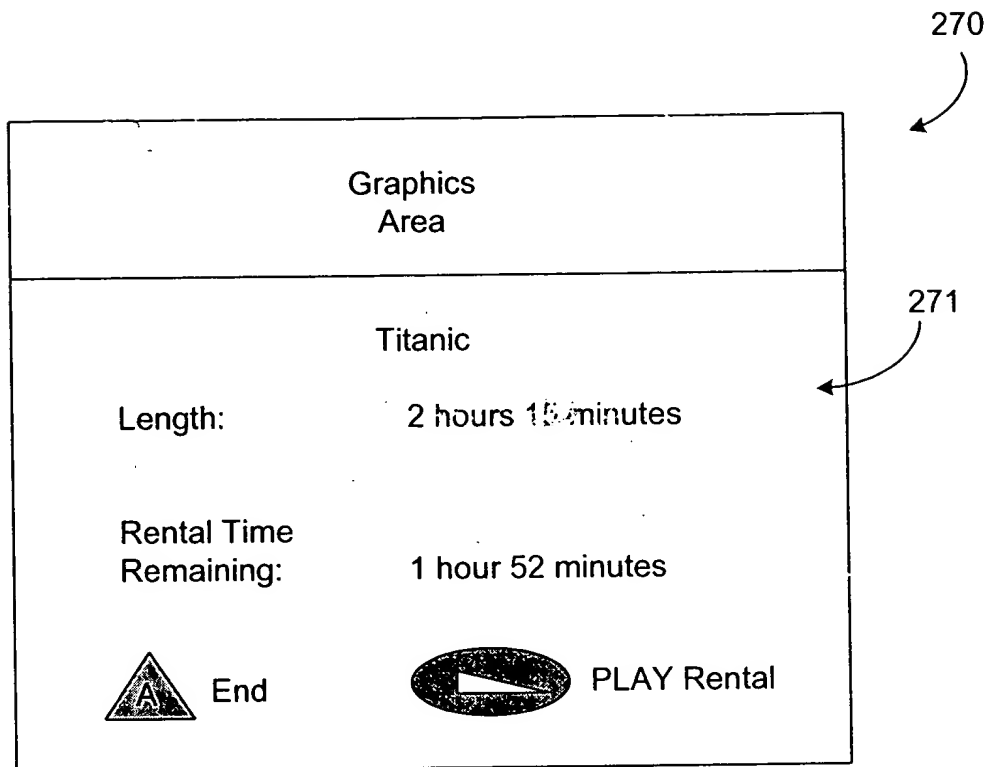 270
Graphics
Area
271
Titanic
Length: 2 hours 15 minutes
Rental Time
Remaining: 1 hour 52 minutes
A End PLAY Rental